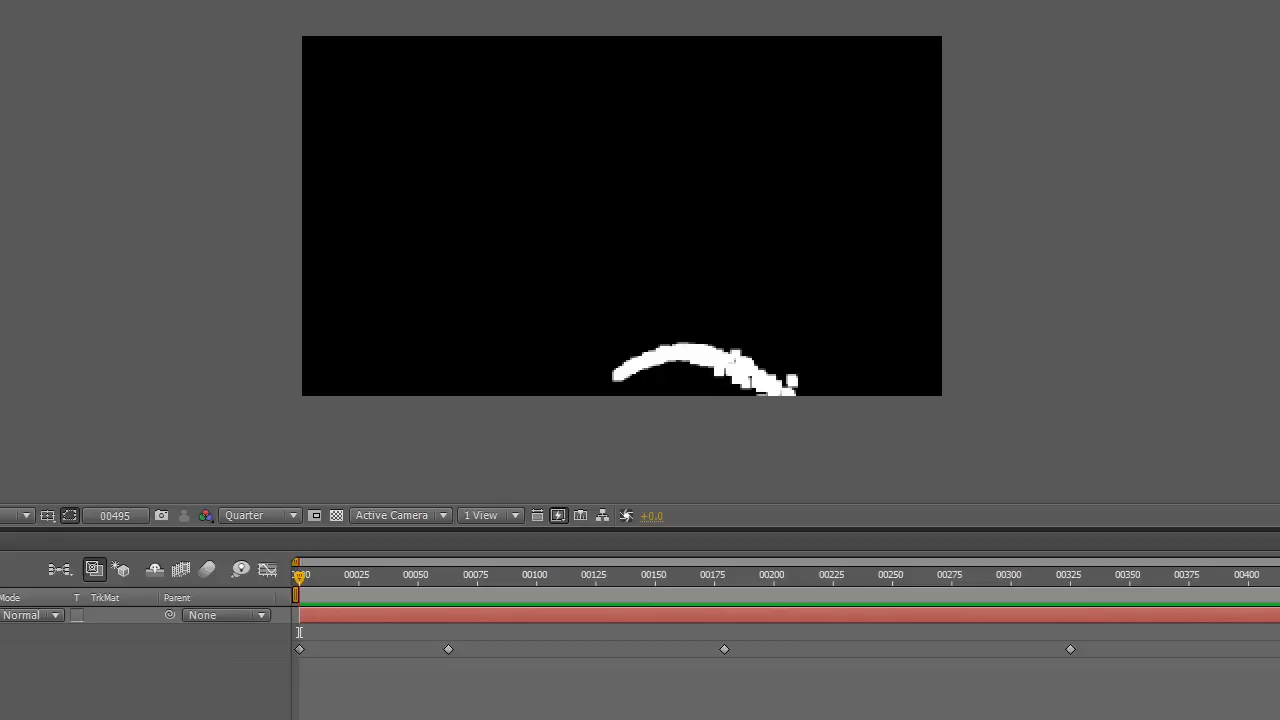 00495 Quarter Active Camera 1 View +0.0
00025 00050 00075 00100 00125 00150 00175 00200 00225 00250 00275 00300 00325 00350 00375 00400
Mode T TrkMat Parent
Normal None